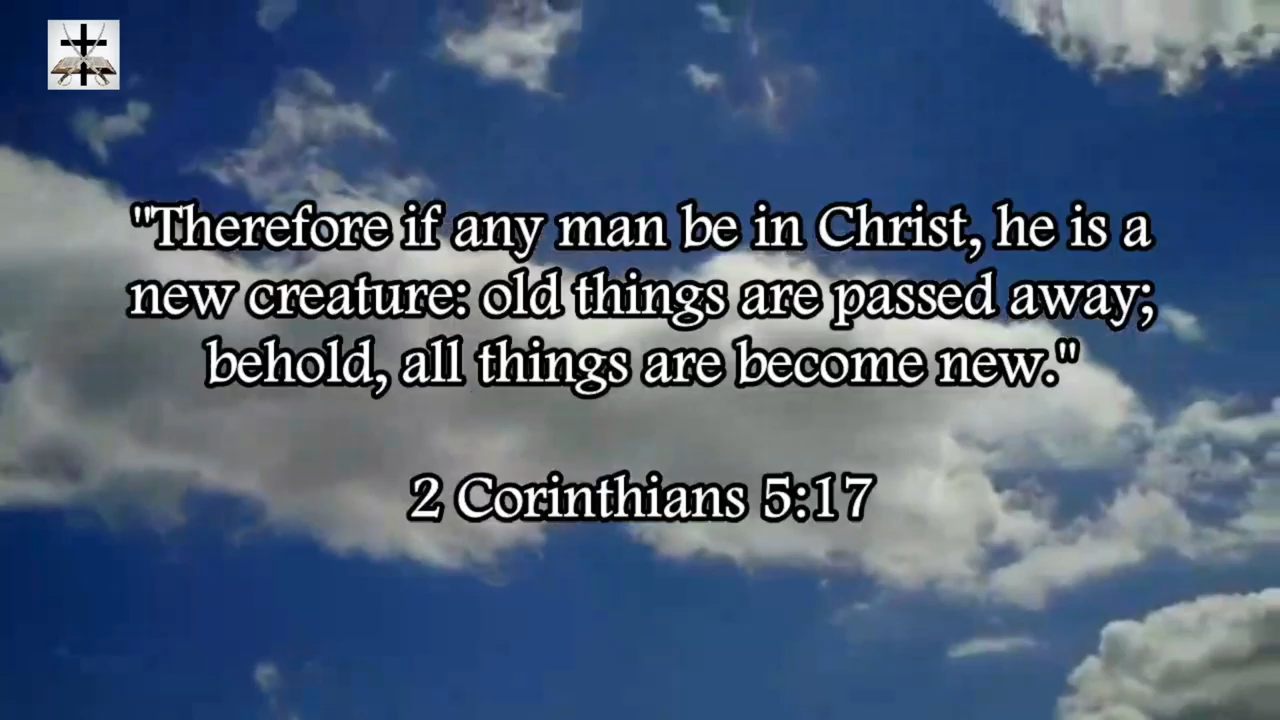 "Therefore if any man be in Christ, he is a
new creature: old things are passed away;
behold, all things are become new."
2 Corinthians 5:17